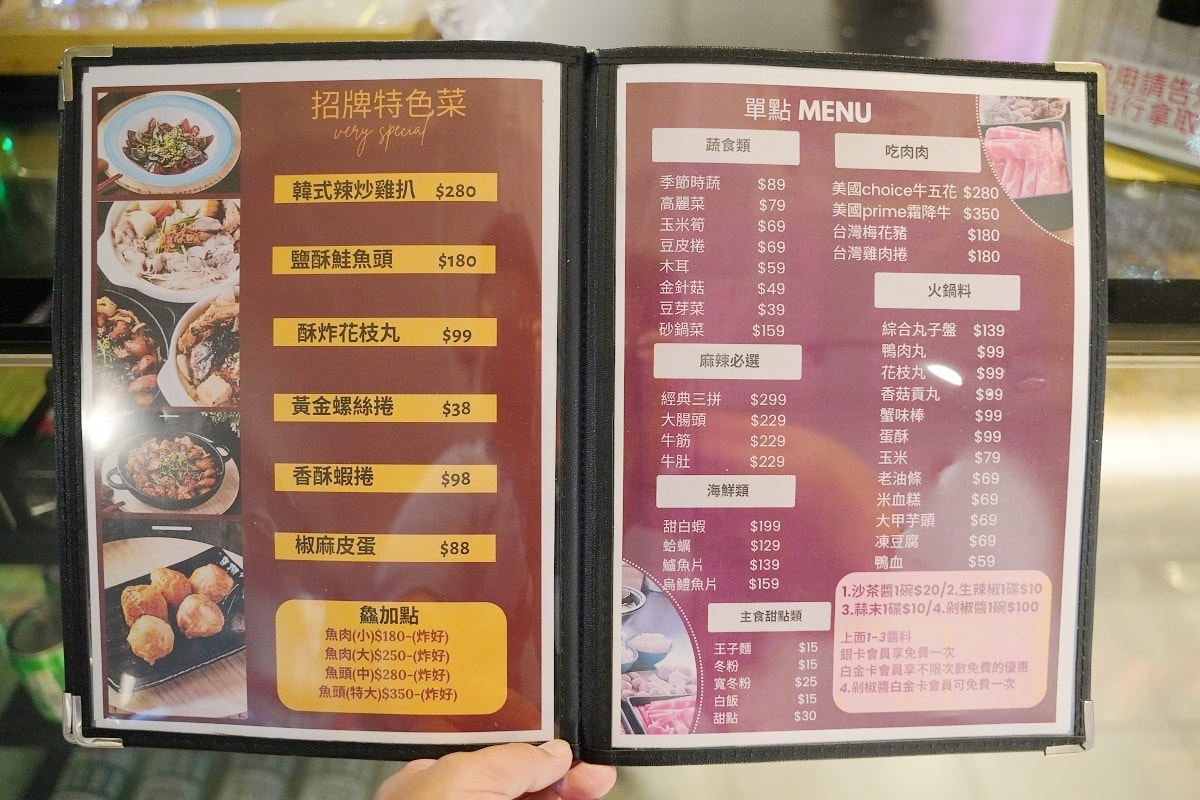 招牌特色菜
very special
韓式辣炒雞扒 $280
鹽酥鮭魚頭 $180
酥炸花枝丸 $99
黃金螺絲捲 $38
香酥蝦捲 $98
椒麻皮蛋 $88
鱻加點
魚肉(小)$180-(炸好)
魚肉(大)$250-(炸好)
魚頭(中)$280-(炸好)
魚頭(特大)$350-(炸好)
單點 MENU
蔬食類
季節時蔬 $89
高麗菜 $79
玉米筍 $69
豆皮捲 $69
木耳 $59
金針菇 $49
豆芽菜 $39
砂鍋菜 $159
麻辣必選
經典三拼 $299
大腸頭 $229
牛筋 $229
牛肚 $229
海鮮類
甜白蝦 $199
蛤蠣 $129
鱸魚片 $139
烏鱧魚片 $159
主食甜點類
王子麵 $15
冬粉 $15
寬冬粉 $25
白飯 $15
甜點 $30
吃肉肉
美國choice牛五花 $280
美國prime霜降牛 $350
台灣梅花豬 $180
台灣雞肉捲 $180
火鍋料
綜合丸子盤 $139
鴨肉丸 $99
花枝丸 $99
香菇貢丸 $99
蟹味棒 $99
蛋酥 $99
玉米 $79
老油條 $69
米血糕 $69
大甲芋頭 $69
凍豆腐 $69
鴨血 $59
1.沙茶醬1碗$20/2.生辣椒1碟$10
3.蒜末1碟$10/4.剁椒醬1碗$100
上面1-3醬料
銀卡會員享免費一次
白金卡會員享不限次數免費的優惠
4.剁椒醬白金卡會員可免費一次
用請告
自行拿取